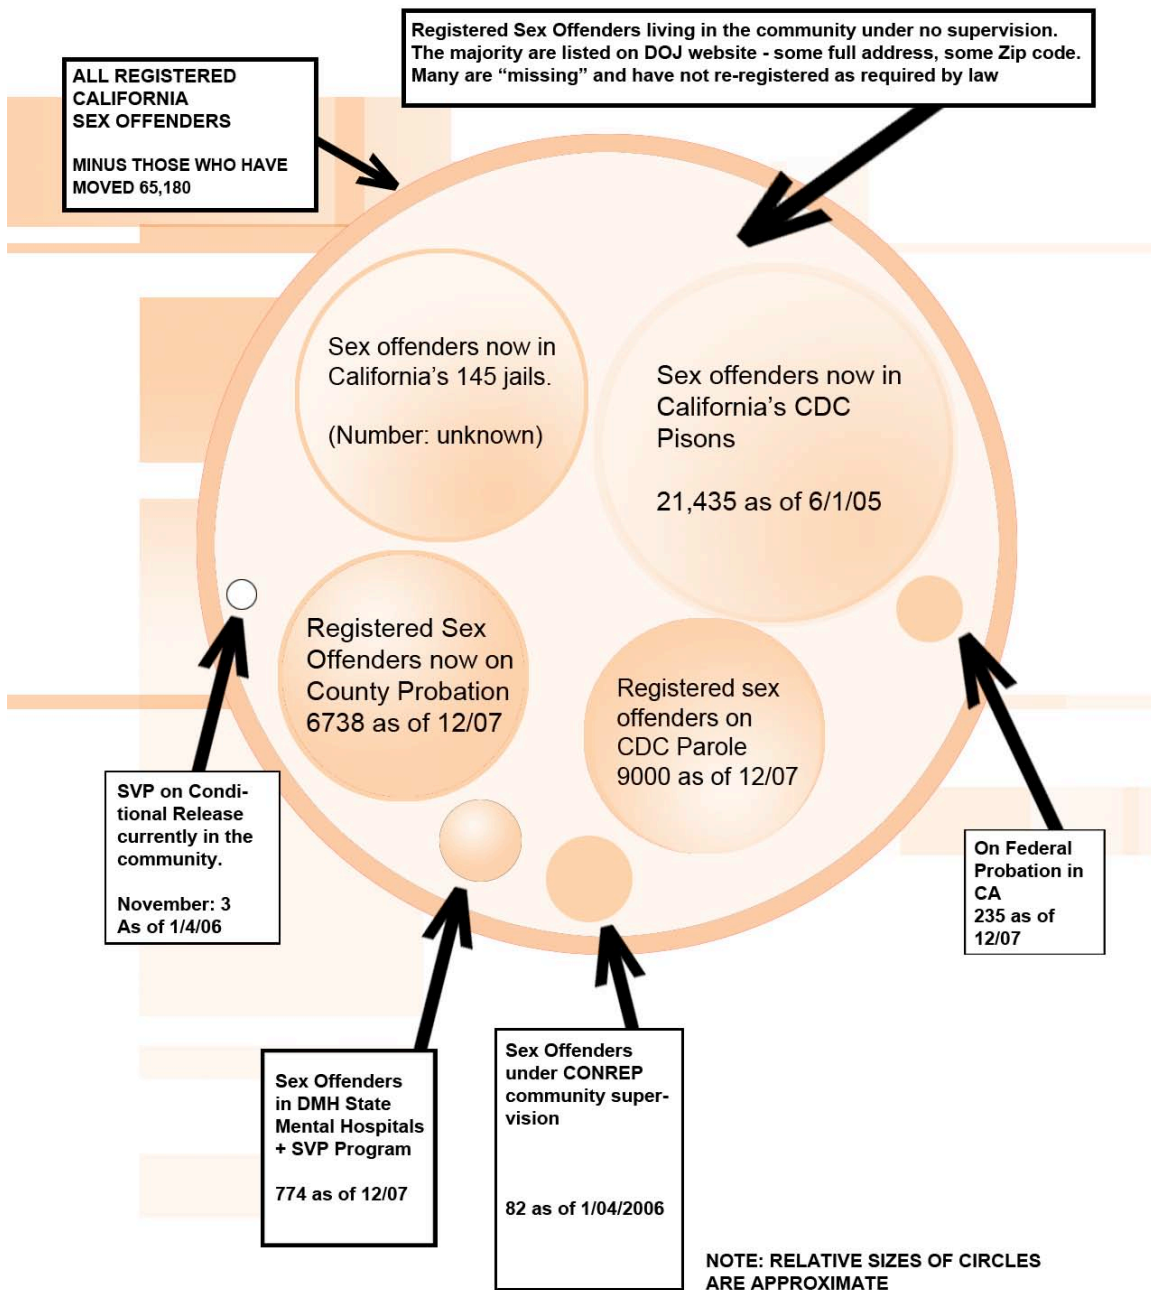 Registered Sex Offenders living in the community under no supervision.
The majority are listed on DOJ website - some full address, some Zip code.
Many are “missing” and have not re-registered as required by law
ALL REGISTERED
CALIFORNIA
SEX OFFENDERS
MINUS THOSE WHO HAVE
MOVED 65,180
Sex offenders now in
California’s 145 jails.
(Number: unknown)
Sex offenders now in
California’s CDC
Pisons
21,435 as of 6/1/05
Registered Sex
Offenders now on
County Probation
6738 as of 12/07
Registered sex
offenders on
CDC Parole
9000 as of 12/07
SVP on Condi-
tional Release
currently in the
community.
November: 3
As of 1/4/06
On Federal
Probation in
CA
235 as of
12/07
Sex Offenders
in DMH State
Mental Hospitals
+ SVP Program
774 as of 12/07
Sex Offenders
under CONREP
community super-
vision
82 as of 1/04/2006
NOTE: RELATIVE SIZES OF CIRCLES
ARE APPROXIMATE